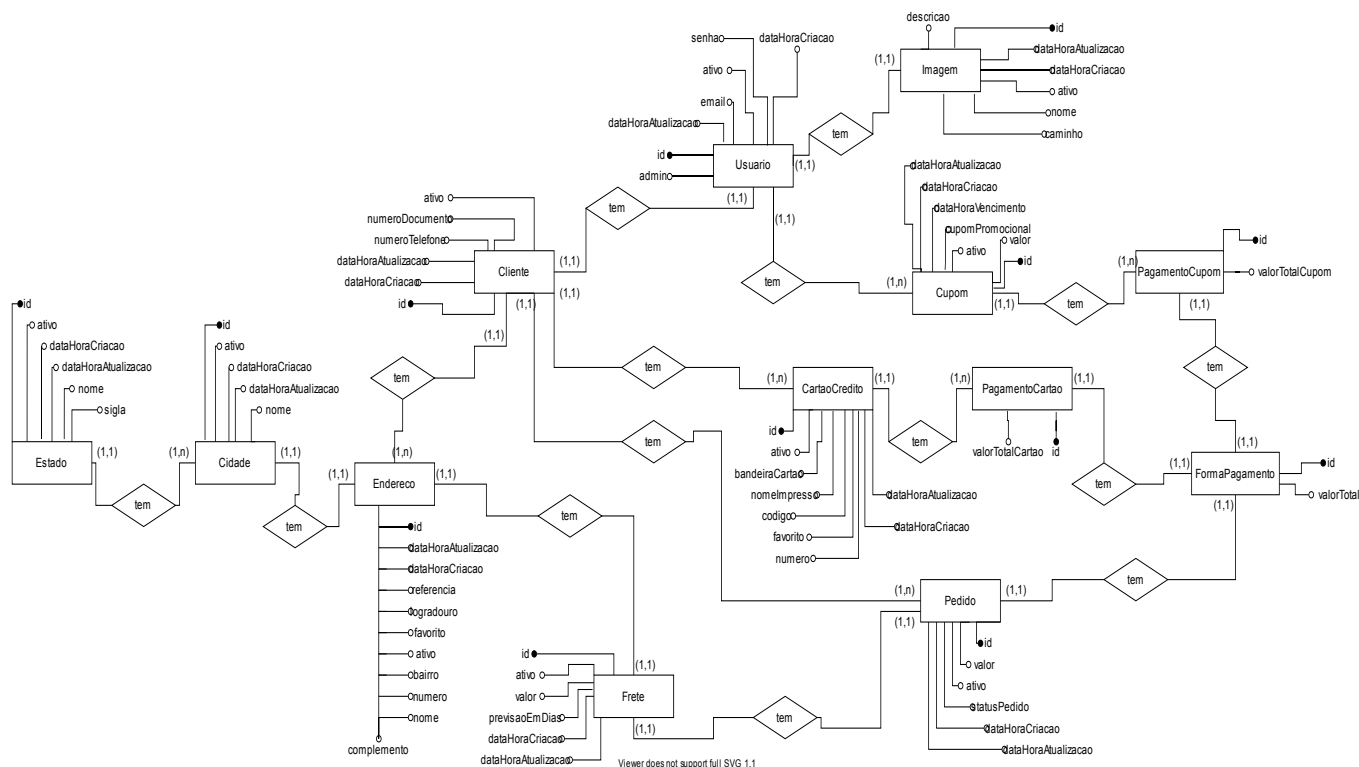 descricao
id
senha
dataHoraCriacao
dataHoraAtualizacao
(1,1)
Imagem
dataHoraCriacao
ativo
ativo
email
nome
dataHoraAtualizacao
tem
caminho
id
Usuario
(1,1)
admin
dataHoraAtualizacao
(1,1)
dataHoraCriacao
ativo
tem
dataHoraVencimento
numeroDocumento
(1,1)
cupomPromocional
numeroTelefone
valor
id
ativo
dataHoraAtualizacao
Cliente
(1,1)
id
(1,n)
PagamentoCupom
valorTotalCupom
dataHoraCriacao
tem
(1,n)
Cupom
(1,1)
tem
id
(1,1)
(1,1)
(1,1)
id
ativo
id
(1,1)
dataHoraCriacao
ativo
tem
dataHoraAtualizacao
dataHoraCriacao
tem
tem
nome
dataHoraAtualizacao
(1,n)
CartaoCredito
(1,1)
(1,n)
PagamentoCartao
(1,1)
sigla
nome
id
tem
tem
(1,1)
Estado
(1,1)
(1,n)
Cidade
(1,1)
(1,n)
ativo
valorTotalCartao
id
(1,1)
Endereco
(1,1)
bandeiraCartao
(1,1)
FormaPagamento
id
tem
nomeImpresso
dataHoraAtualizacao
tem
valorTotal
tem
tem
codigo
(1,1)
id
dataHoraCriacao
favorito
dataHoraAtualizacao
numero
dataHoraCriacao
tem
referencia
(1,n)
Pedido
(1,1)
logradouro
(1,1)
favorito
id
id
ativo
(1,1)
valor
ativo
bairro
ativo
valor
numero
Frete
statusPedido
previsaoEmDias
nome
tem
dataHoraCriacao
dataHoraCriacao
(1,1)
complemento
dataHoraAtualizacao
dataHoraAtualizacao
Viewer does not support full SVG 1.1